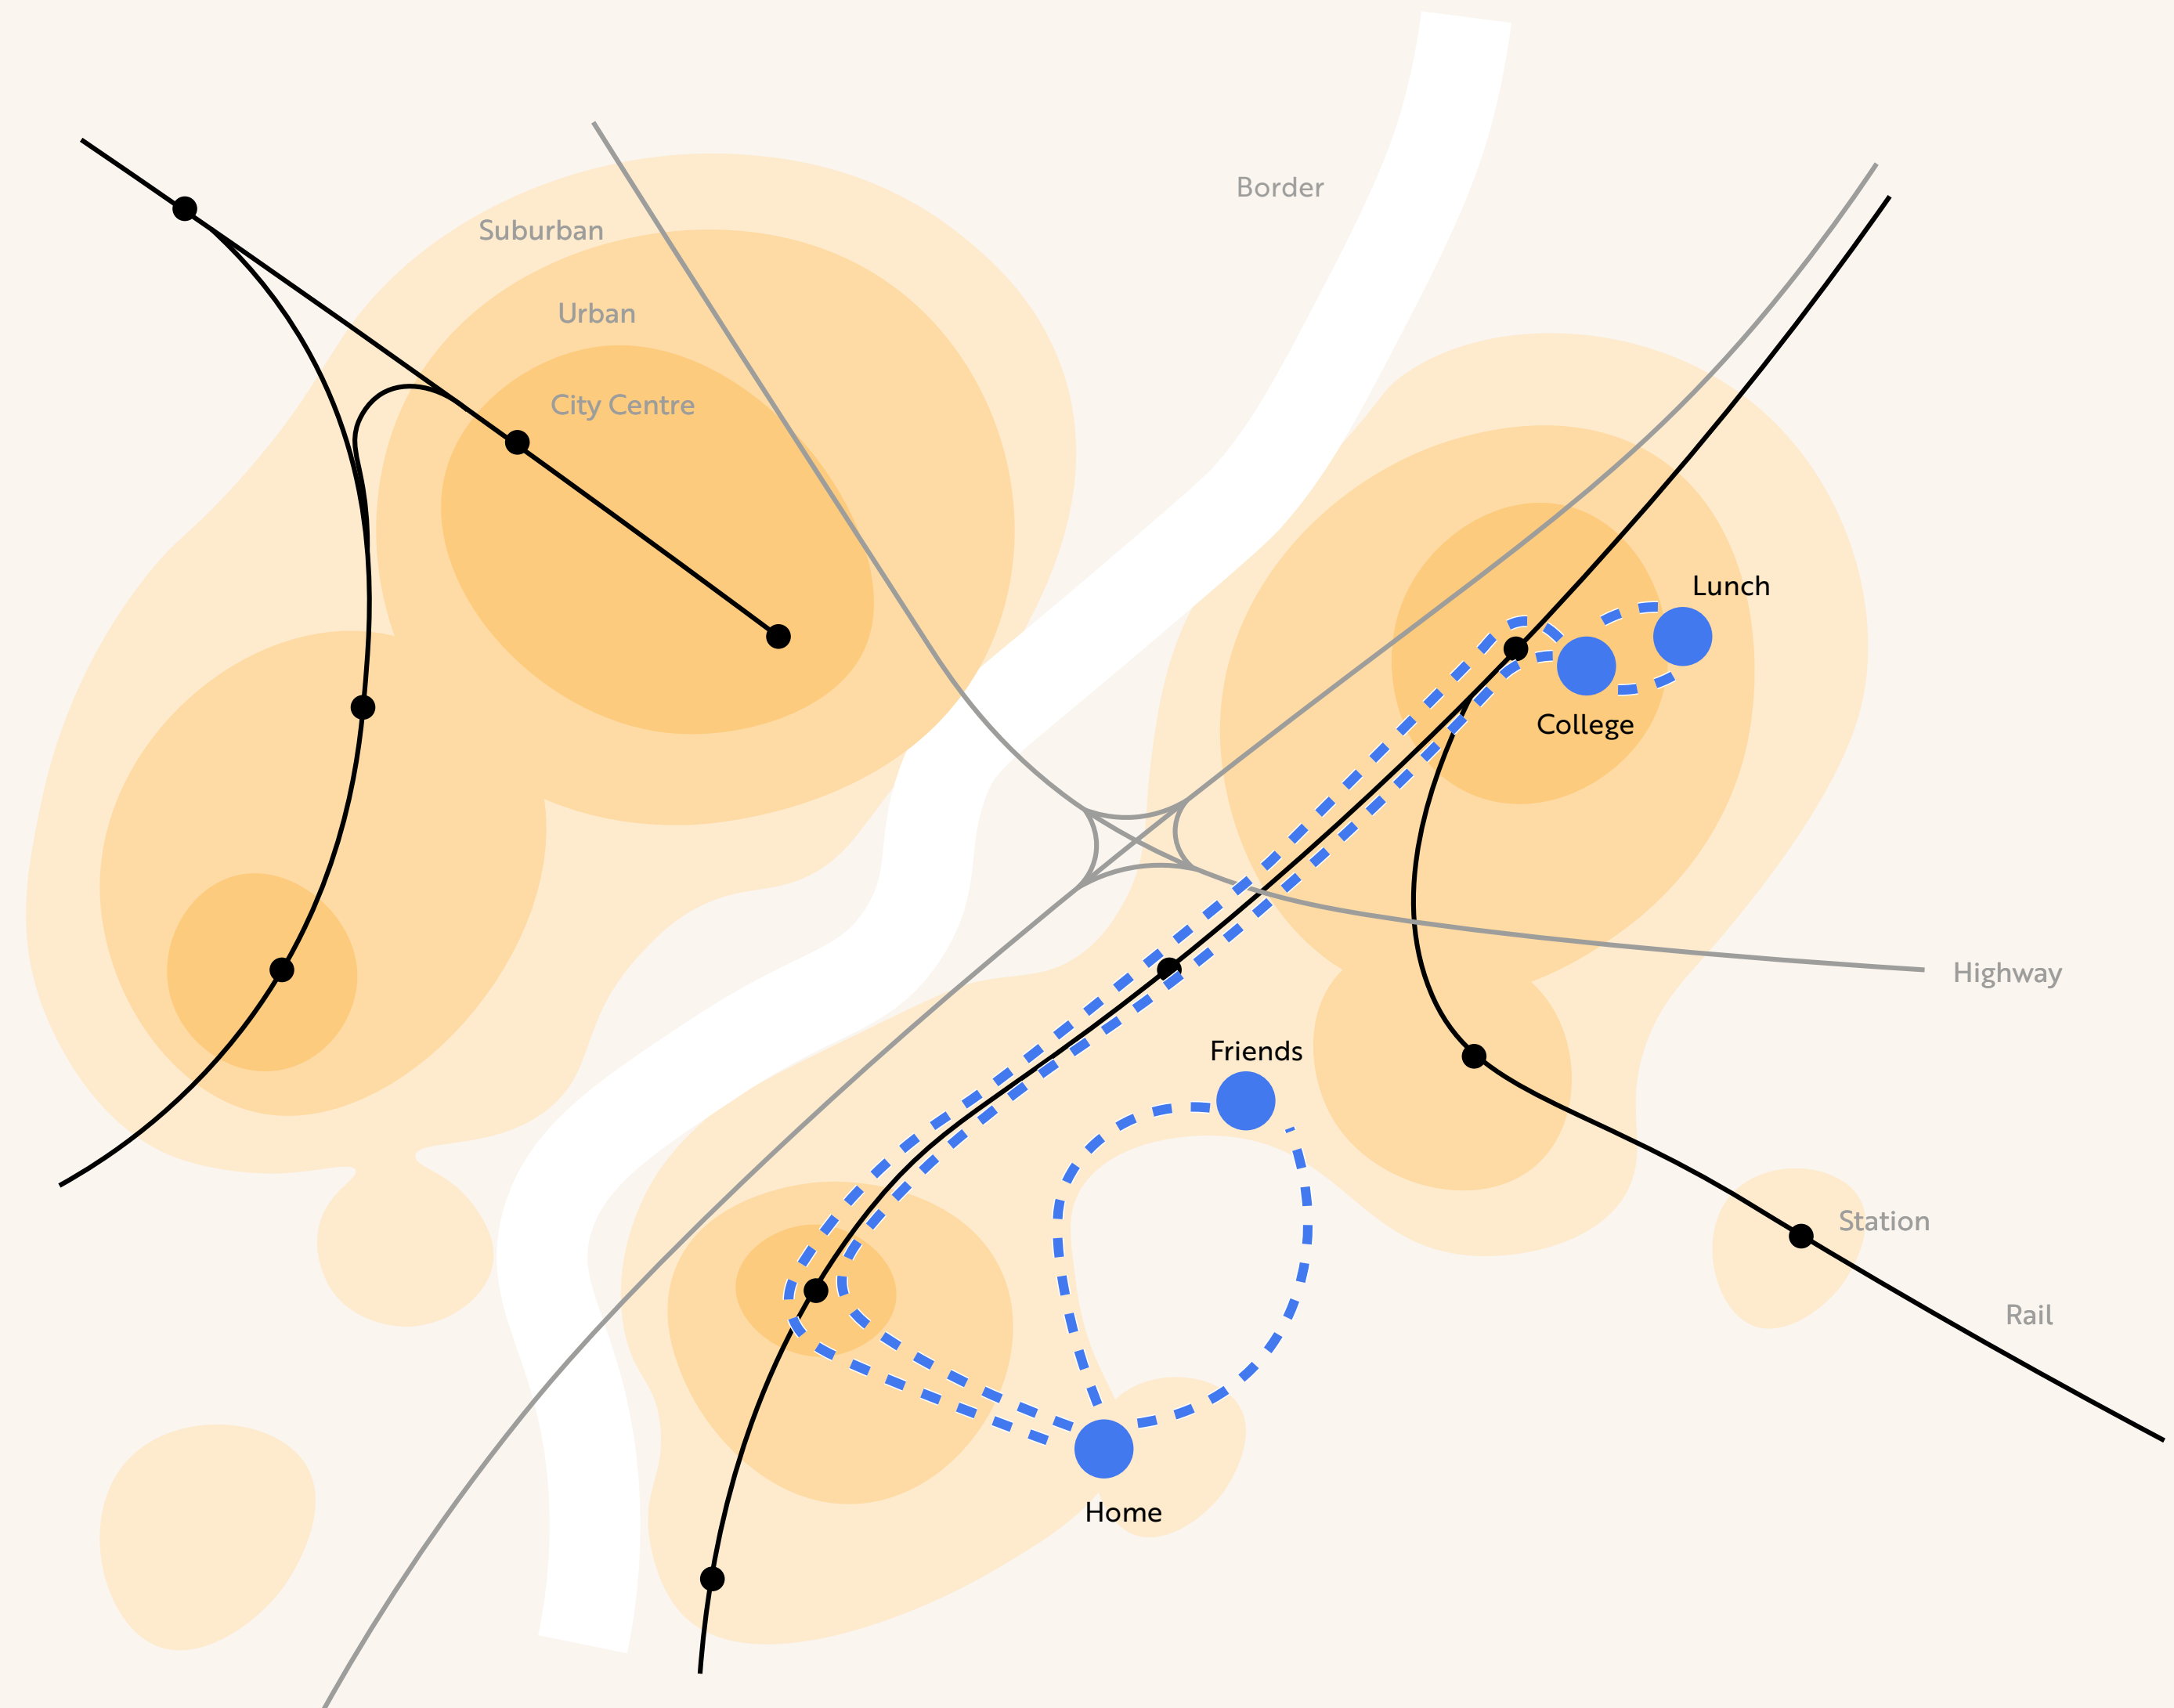 Border
Suburban
Urban
City Centre
Lunch
College
Highway
Friends
Station
Rail
Home